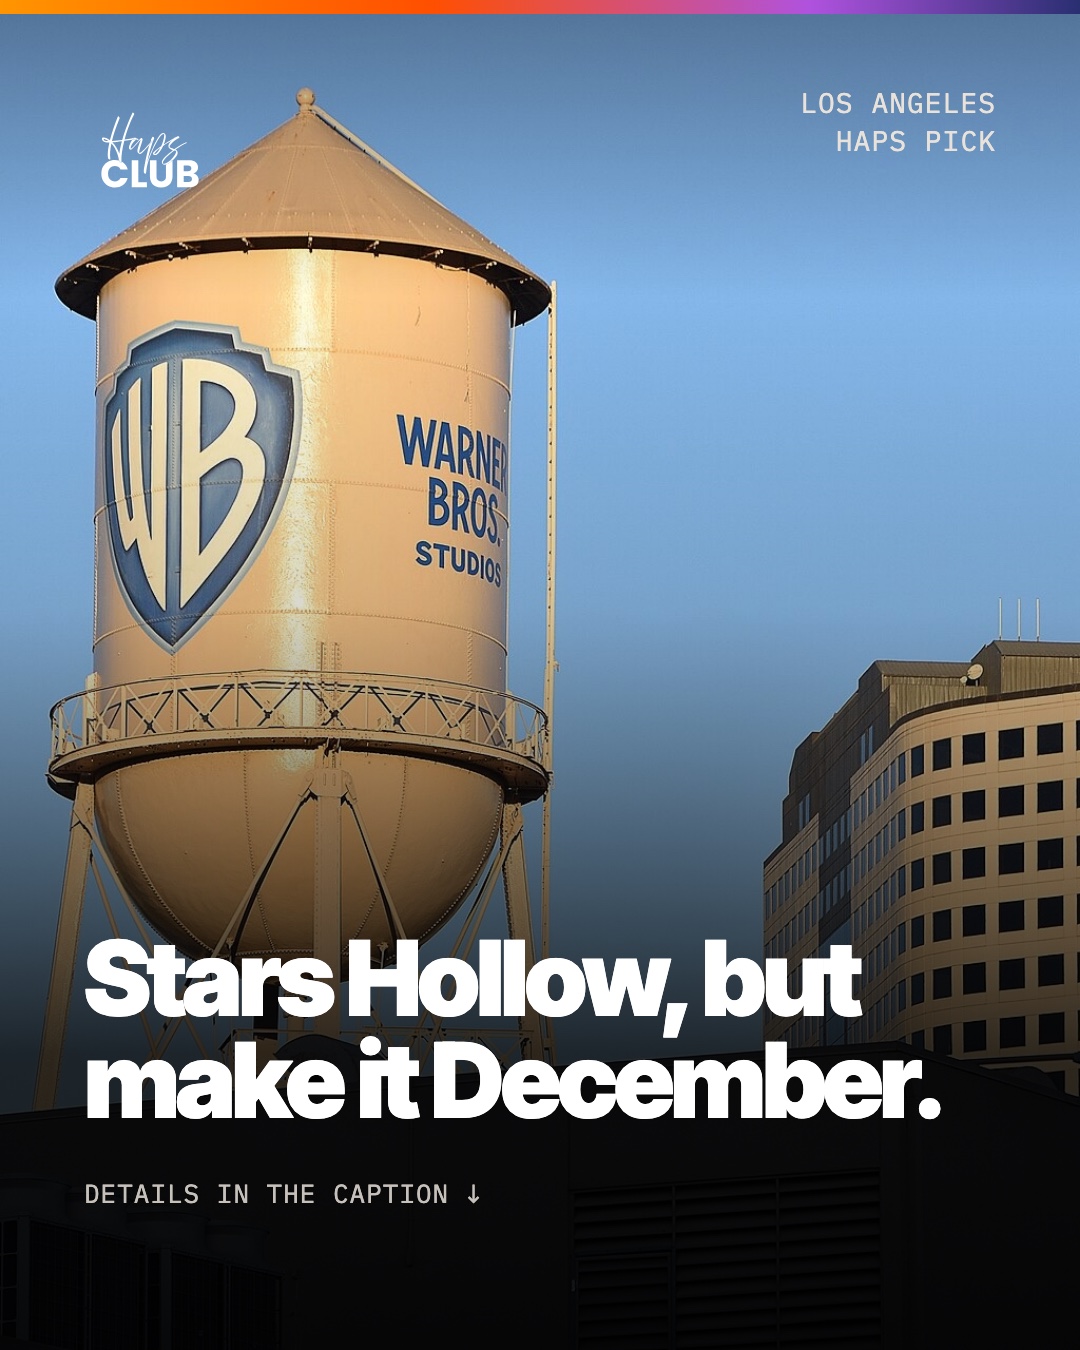 Haps
CLUB
LOS ANGELES
HAPS PICK
WB
WARNER
BROS.
STUDIOS
Stars Hollow, but
make it December.
DETAILS IN THE CAPTION ↓